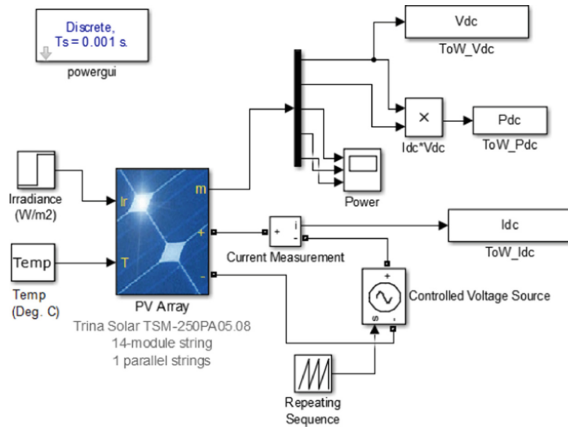 Discrete,
Ts = 0.001 s.
powergui
Vdc
ToW_Vdc
×
Idc*Vdc
Pdc
ToW_Pdc
Power
Irradiance
(W/m2)
Ir
m
+
T
-
PV Array
Trina Solar TSM-250PA05.08
14-module string
1 parallel strings
Temp
Temp
(Deg. C)
+
i
-
Current Measurement
Idc
ToW_Idc
+
s
-
Controlled Voltage Source
Repeating
Sequence